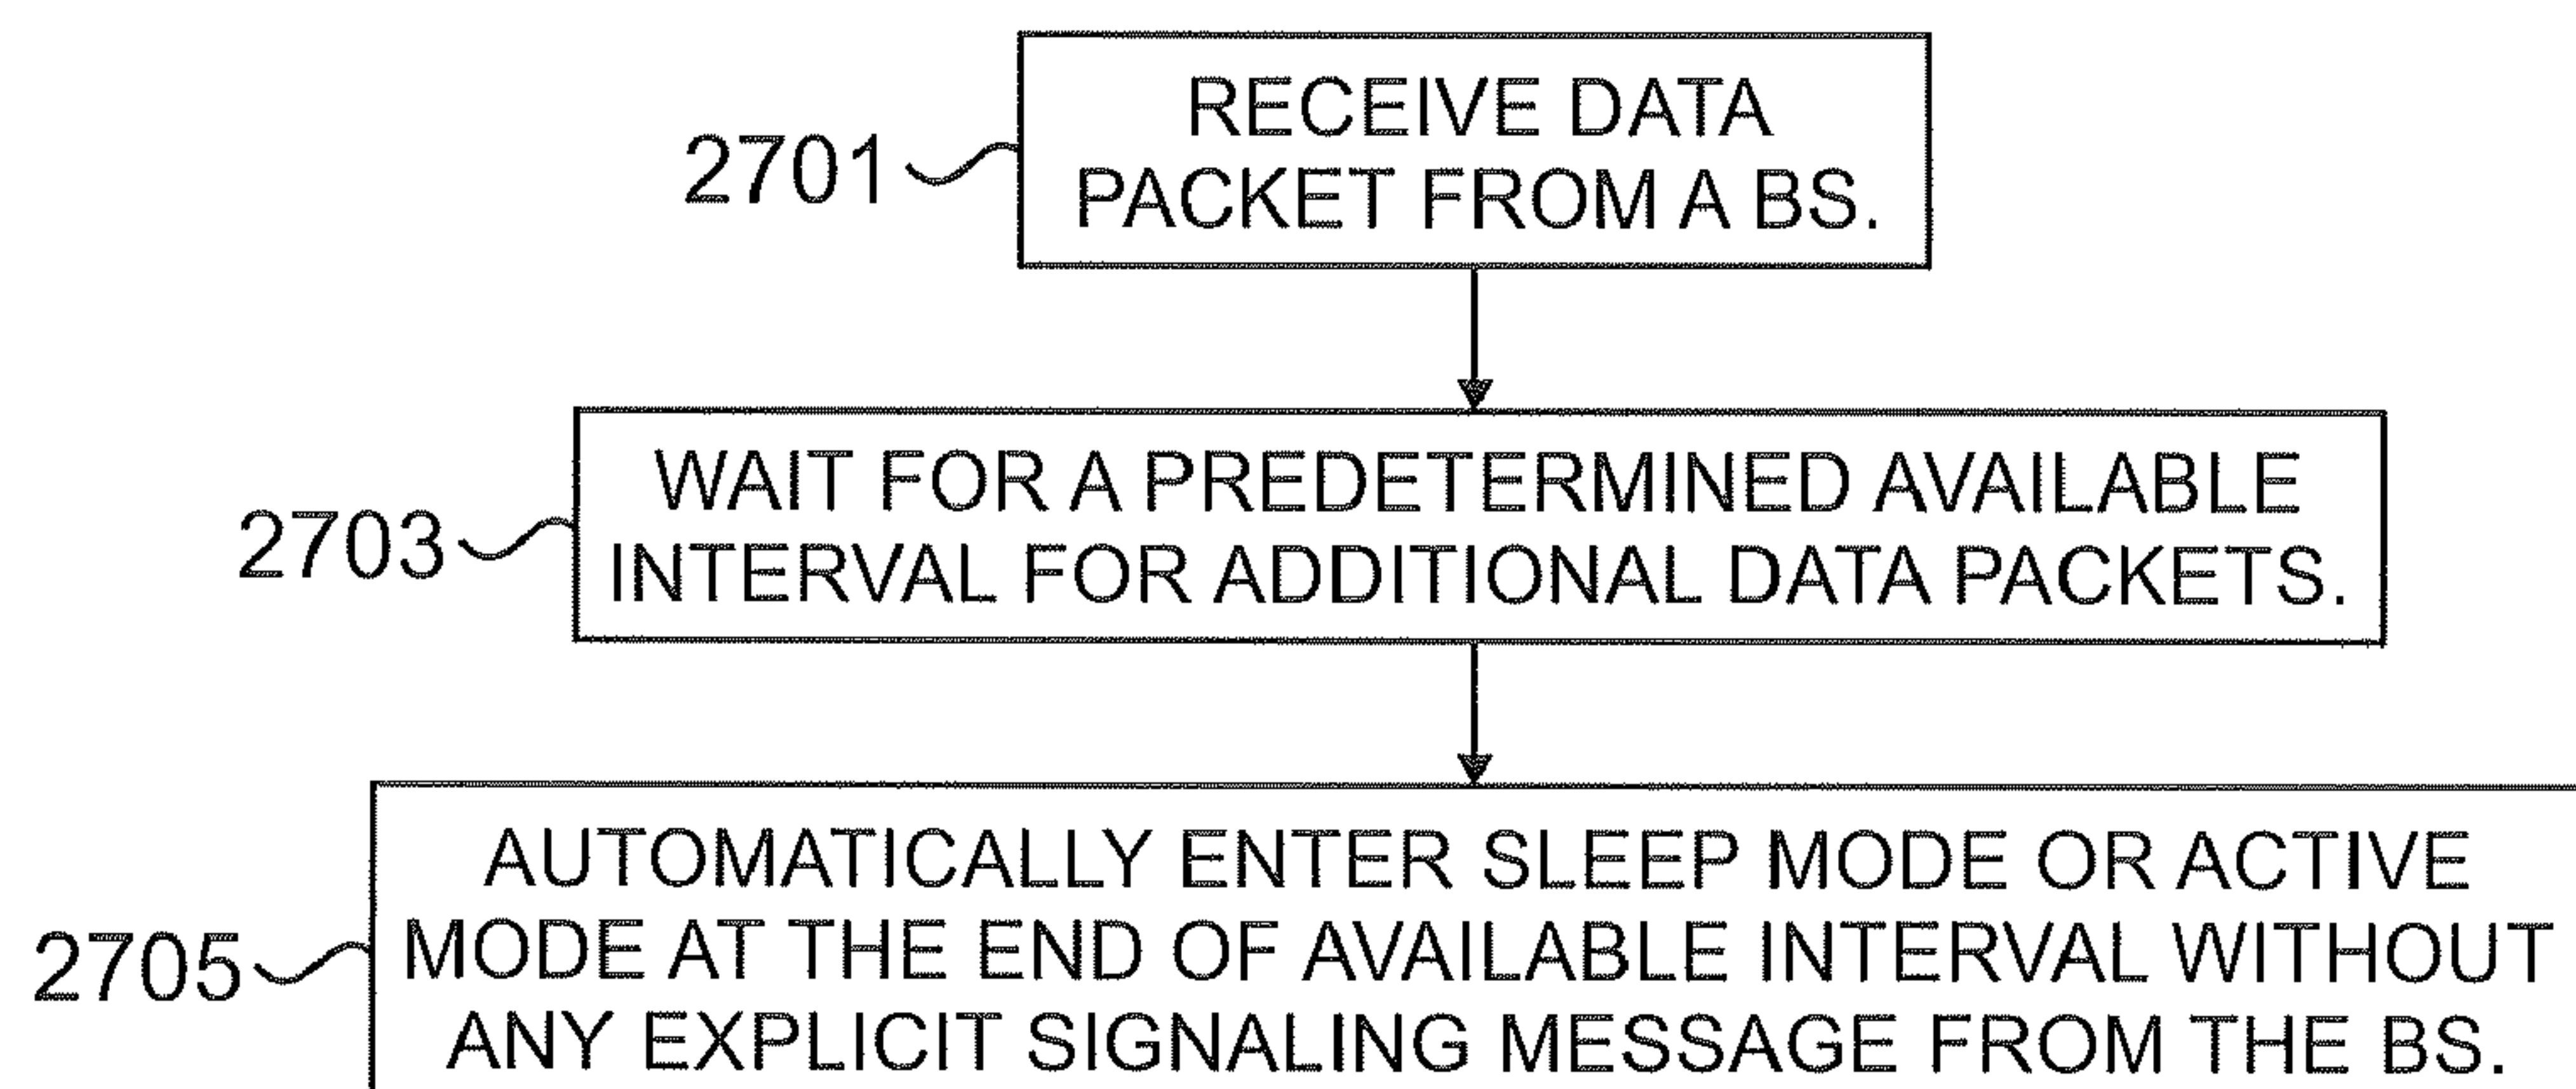 2701
RECEIVE DATA
PACKET FROM A BS.
2703
WAIT FOR A PREDETERMINED AVAILABLE
INTERVAL FOR ADDITIONAL DATA PACKETS.
2705
AUTOMATICALLY ENTER SLEEP MODE OR ACTIVE
MODE AT THE END OF AVAILABLE INTERVAL WITHOUT
ANY EXPLICIT SIGNALING MESSAGE FROM THE BS.